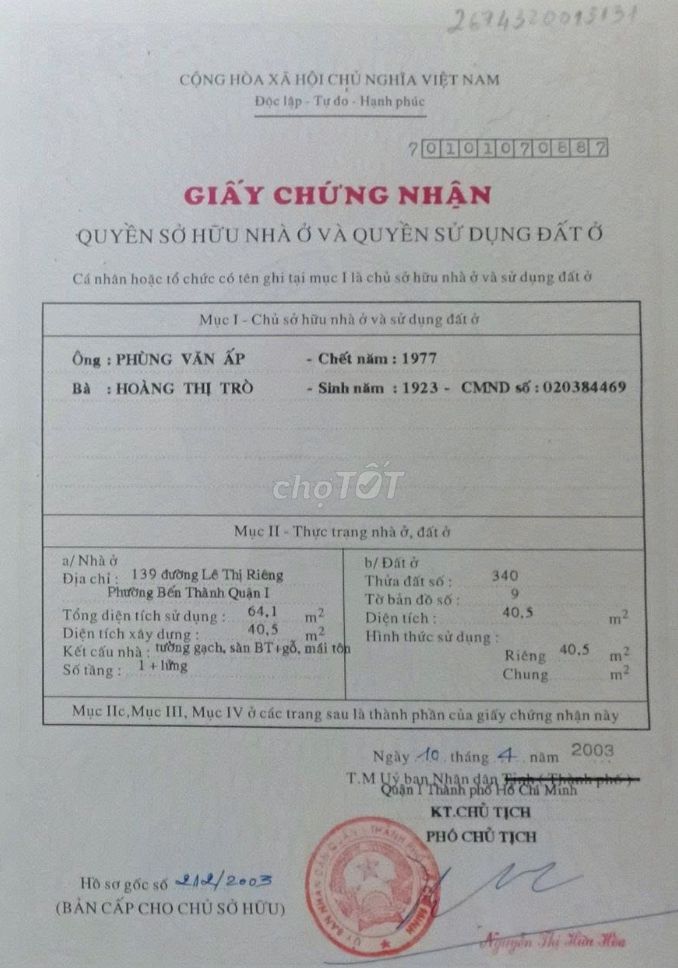 2674320013131
CỘNG HÒA XÃ HỘI CHỦ NGHĨA VIỆT NAM
Độc lập - Tự do - Hạnh phúc
7 0101070887
GIẤY CHỨNG NHẬN
QUYỀN SỞ HỮU NHÀ Ở VÀ QUYỀN SỬ DỤNG ĐẤT Ở
Cá nhân hoặc tổ chức có tên ghi tại mục I là chủ sở hữu nhà ở và sử dụng đất ở
Mục I - Chủ sở hữu nhà ở và sử dụng đất ở
Ông : PHÙNG VĂN ẤP - Chết năm : 1977
Bà : HOÀNG THỊ TRÒ - Sinh năm : 1923 - CMND số : 020384469
chợTỐT
Mục II - Thực trạng nhà ở, đất ở
a/ Nhà ở
Địa chỉ : 139 đường Lê Thị Riêng
Phường Bến Thành Quận I
Tổng diện tích sử dụng : 64,1 m2
Diện tích xây dựng : 40,5 m2
Kết cấu nhà : tường gạch, sàn BT+gỗ, mái tôn
Số tầng : 1 + lửng
b/ Đất ở
Thửa đất số : 340
Tờ bản đồ số : 9
Diện tích : 40,5 m2
Hình thức sử dụng :
Riêng 40,5 m2
Chung m2
Mục IIc,Mục III, Mục IV ở các trang sau là thành phần của giấy chứng nhận này
Ngày 10 tháng 4 năm 2003
T.M Uỷ ban Nhân dân Tỉnh ( Thành phố )
Quận I Thành phố Hồ Chí Minh
KT.CHỦ TỊCH
PHÓ CHỦ TỊCH
Hồ sơ gốc số 212/2003
(BẢN CẤP CHO CHỦ SỞ HỮU)
Nguyễn Thị Hữu Hòa